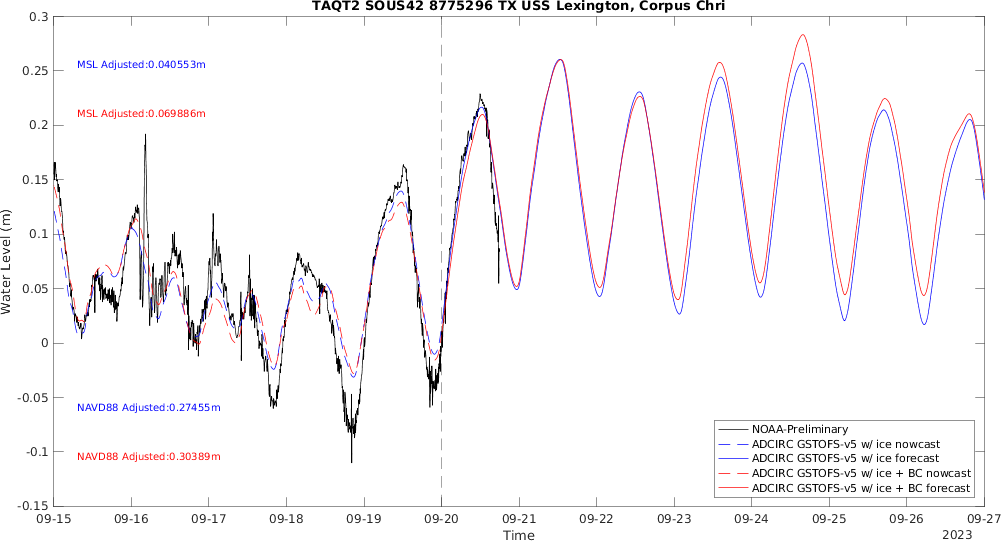 TAQT2 SOUS42 8775296 TX USS Lexington, Corpus Chri
0.3
0.25
0.2
0.15
0.1
0.05
0
-0.05
-0.1
-0.15
Water Level (m)
MSL Adjusted:0.040553m
MSL Adjusted:0.069886m
NAVD88 Adjusted:0.27455m
NAVD88 Adjusted:0.30389m
NOAA-Preliminary
ADCIRC GSTOFS-v5 w/ ice nowcast
ADCIRC GSTOFS-v5 w/ ice forecast
ADCIRC GSTOFS-v5 w/ ice + BC nowcast
ADCIRC GSTOFS-v5 w/ ice + BC forecast
09-15 09-16 09-17 09-18 09-19 09-20 09-21 09-22 09-23 09-24 09-25 09-26 09-27
Time
2023